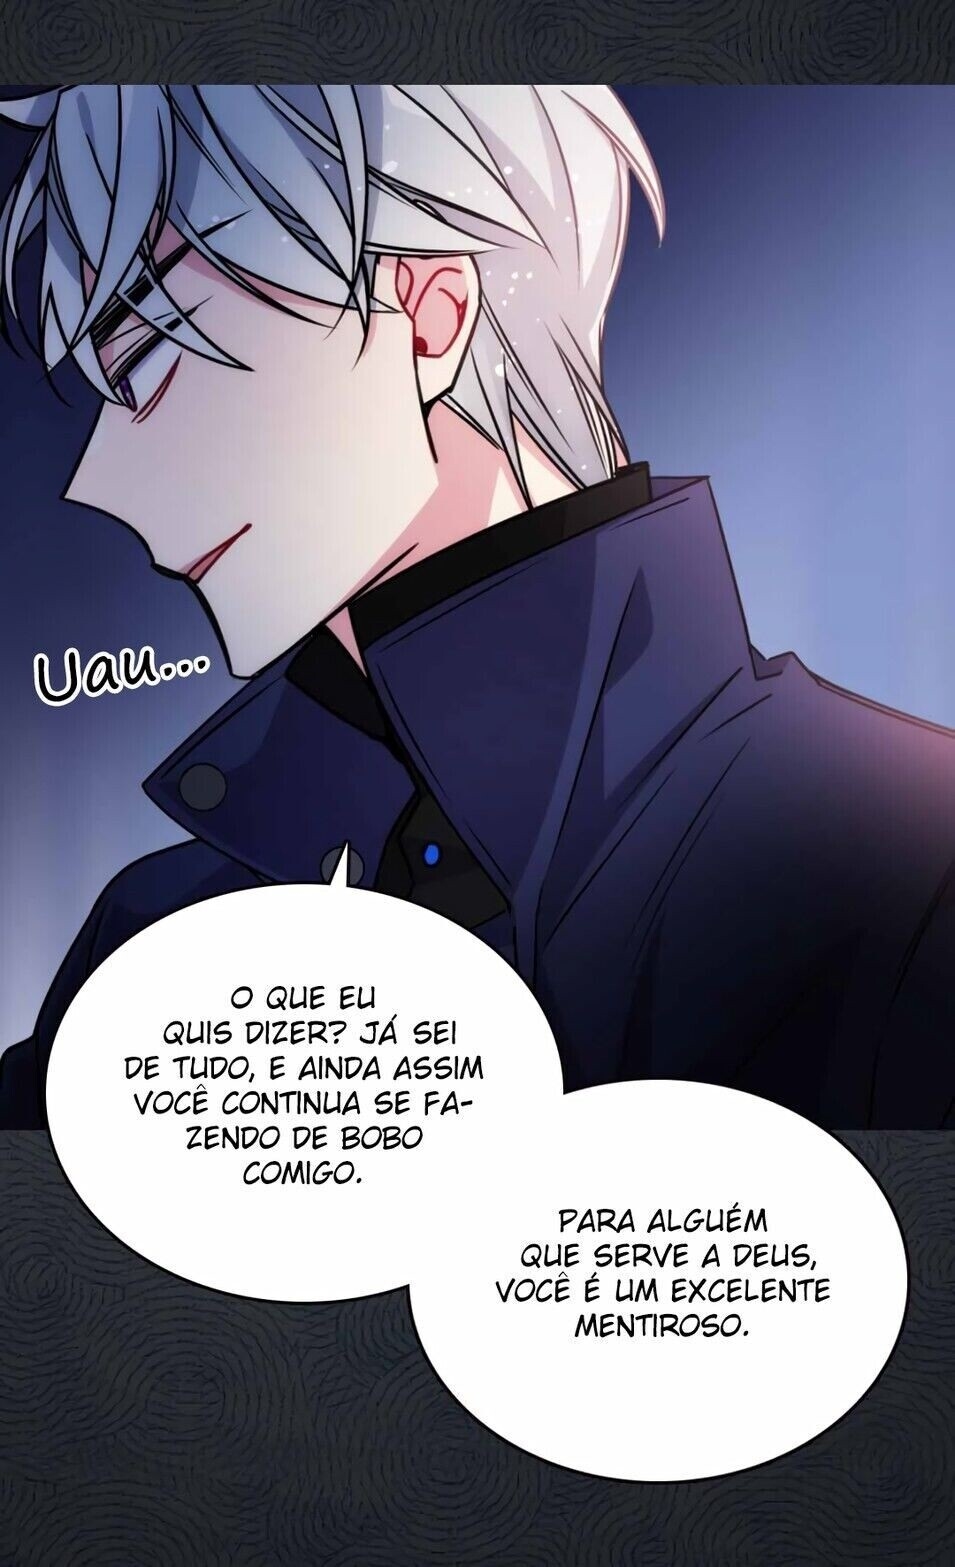 Uau...
O QUE EU
QUIS DIZER? JÁ SEI
DE TUDO, E AINDA ASSIM
VOCÊ CONTINUA SE FA-
ZENDO DE BOBO
COMIGO.
PARA ALGUÉM
QUE SERVE A DEUS,
VOCÊ É UM EXCELENTE
MENTIROSO.